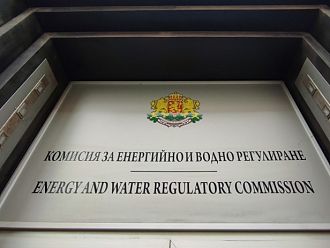 КОМИСИЯ ЗА ЕНЕРГИЙНО И ВОДНО РЕГУЛИРАНЕ
ENERGY AND WATER REGULATORY COMMISSION